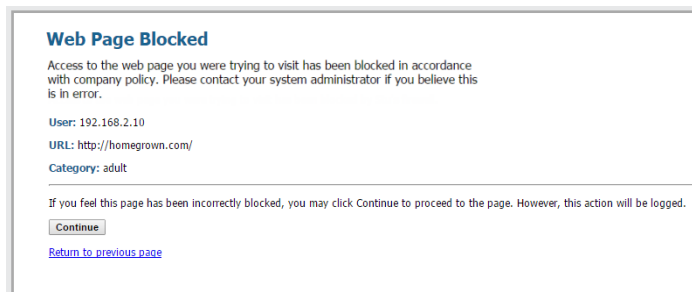 Web Page Blocked
Access to the web page you were trying to visit has been blocked in accordance
with company policy. Please contact your system administrator if you believe this
is in error.
User: 192.168.2.10
URL: http://homegrown.com/
Category: adult
If you feel this page has been incorrectly blocked, you may click Continue to proceed to the page. However, this action will be logged.
Continue
Return to previous page